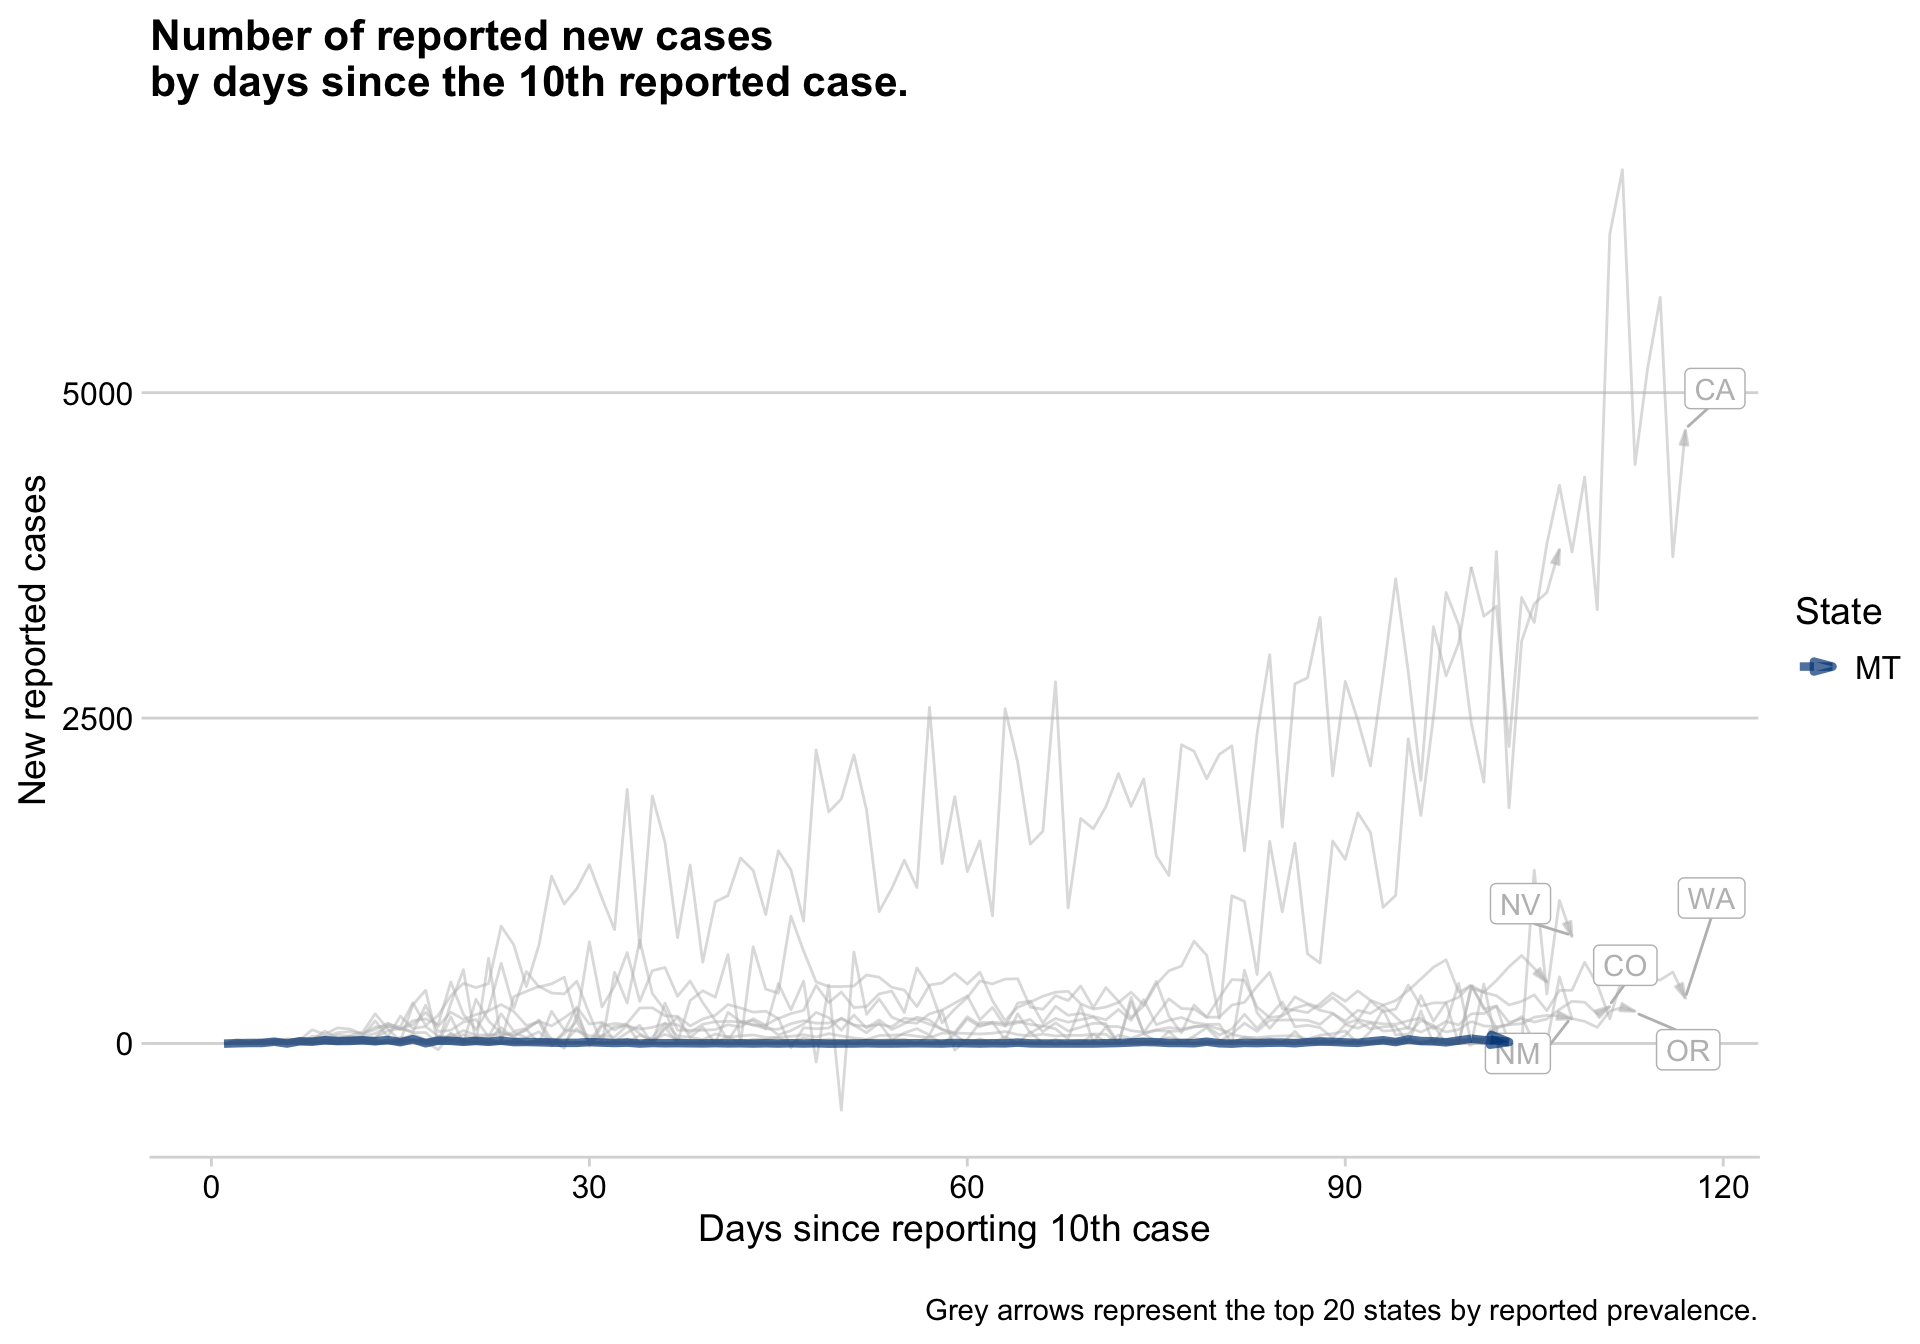 Number of reported new cases
by days since the 10th reported case.
New reported cases
5000
2500
0
CA
NV
WA
CO
NM
OR
State
MT
0
30
60
90
120
Days since reporting 10th case
Grey arrows represent the top 20 states by reported prevalence.